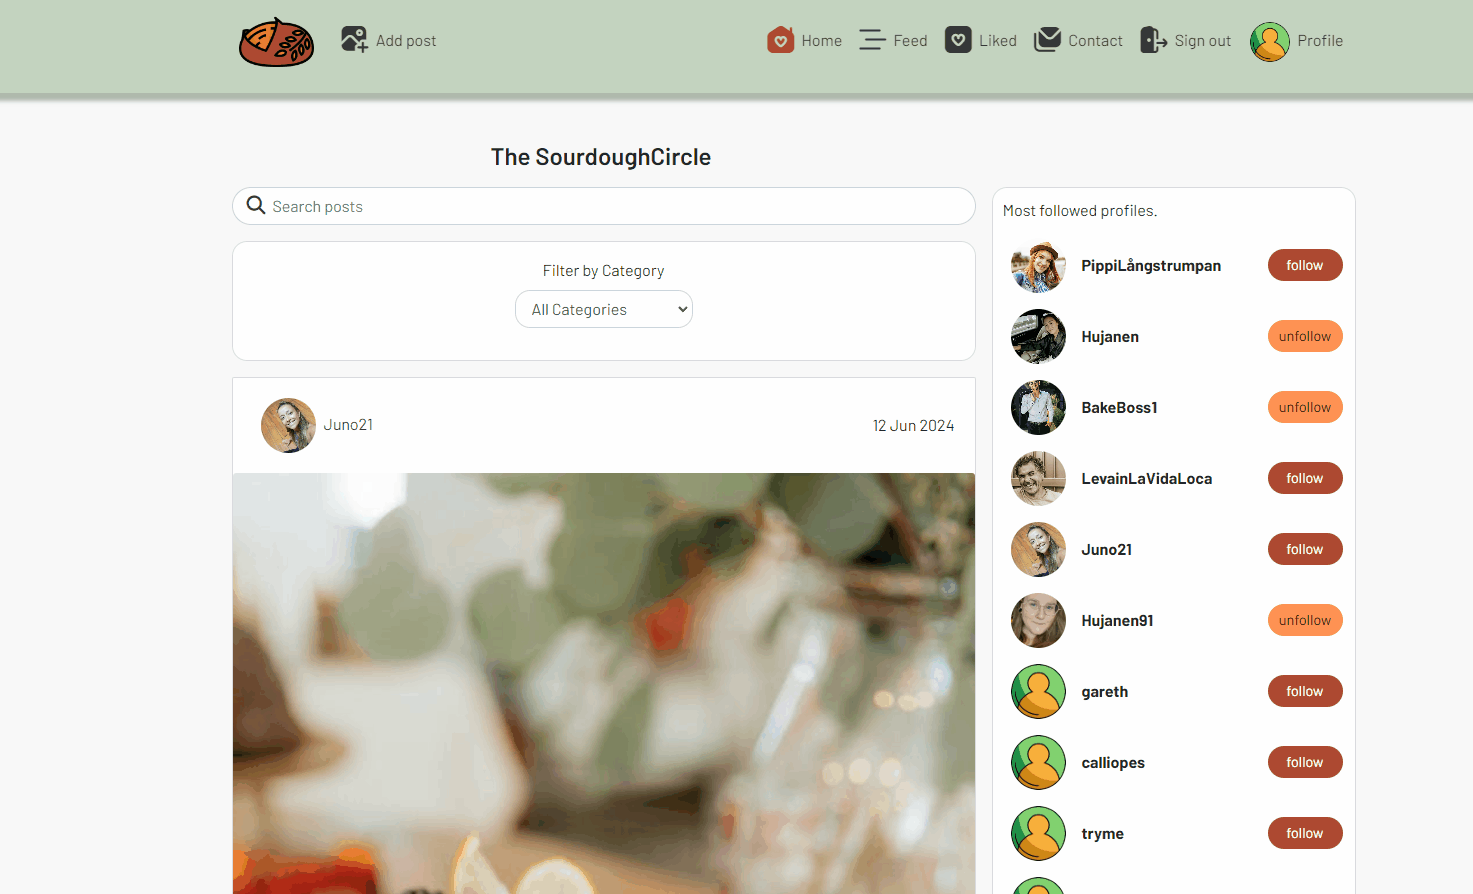 Add post
Home
Feed
Liked
Contact
Sign out
Profile
The SourdoughCircle
Search posts
Filter by Category
All Categories
Juno21
12 Jun 2024
Most followed profiles.
PippiLångstrumpan
follow
Hujanen
unfollow
BakeBoss1
unfollow
LevainLaVidaLoca
follow
Juno21
follow
Hujanen91
unfollow
gareth
follow
calliopes
follow
tryme
follow